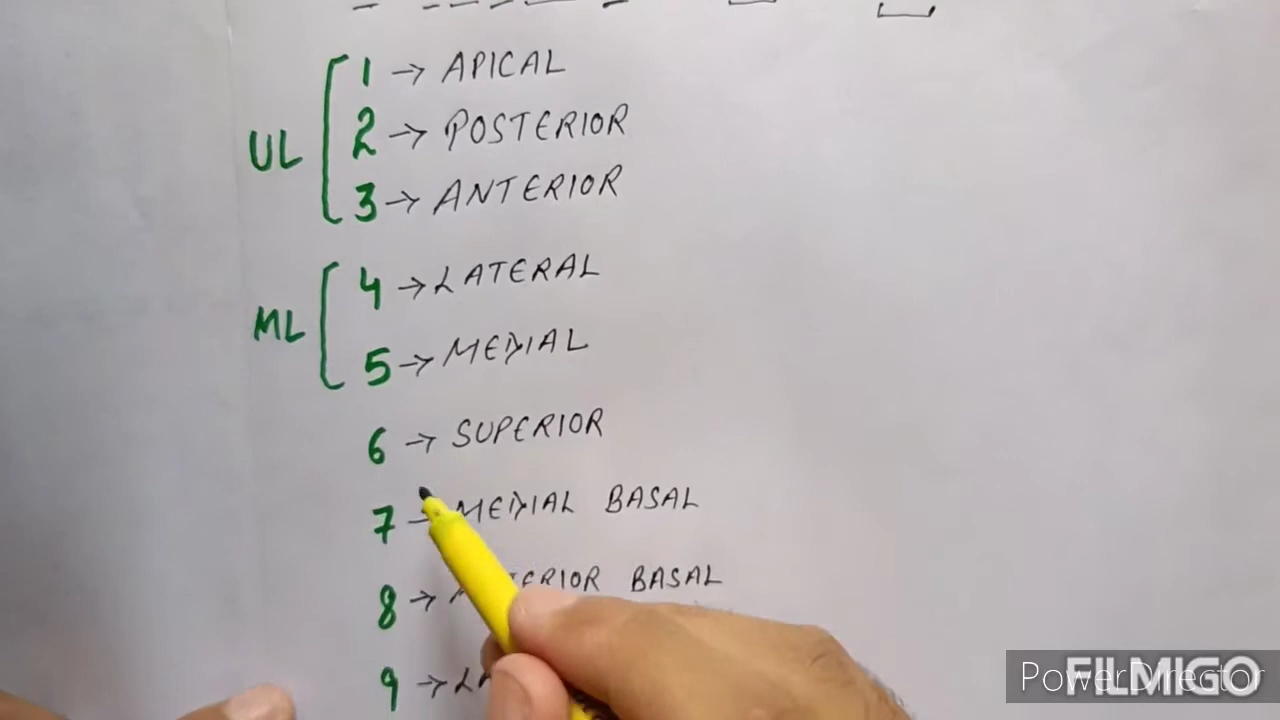 UL
1 → APICAL
2 → POSTERIOR
3 → ANTERIOR
ML
4 → LATERAL
5 → MEDIAL
6 → SUPERIOR
7 → MEDIAL BASAL
8 → BASAL
9 →
PowerDirector
FILMIGO